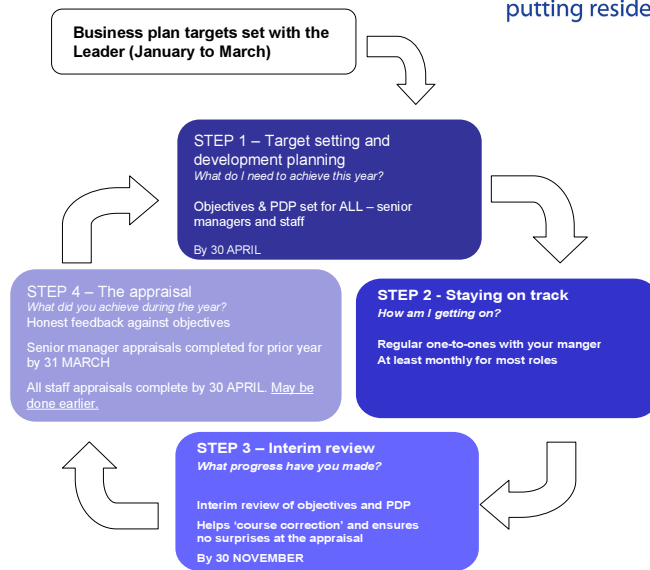 putting reside
Business plan targets set with the
Leader (January to March)
STEP 1 – Target setting and
development planning
What do I need to achieve this year?
Objectives & PDP set for ALL – senior
managers and staff
By 30 APRIL
STEP 2 - Staying on track
How am I getting on?
Regular one-to-ones with your manger
At least monthly for most roles
STEP 3 – Interim review
What progress have you made?
Interim review of objectives and PDP
Helps ‘course correction’ and ensures
no surprises at the appraisal
By 30 NOVEMBER
STEP 4 – The appraisal
What did you achieve during the year?
Honest feedback against objectives
Senior manager appraisals completed for prior year
by 31 MARCH
All staff appraisals complete by 30 APRIL. May be
done earlier.